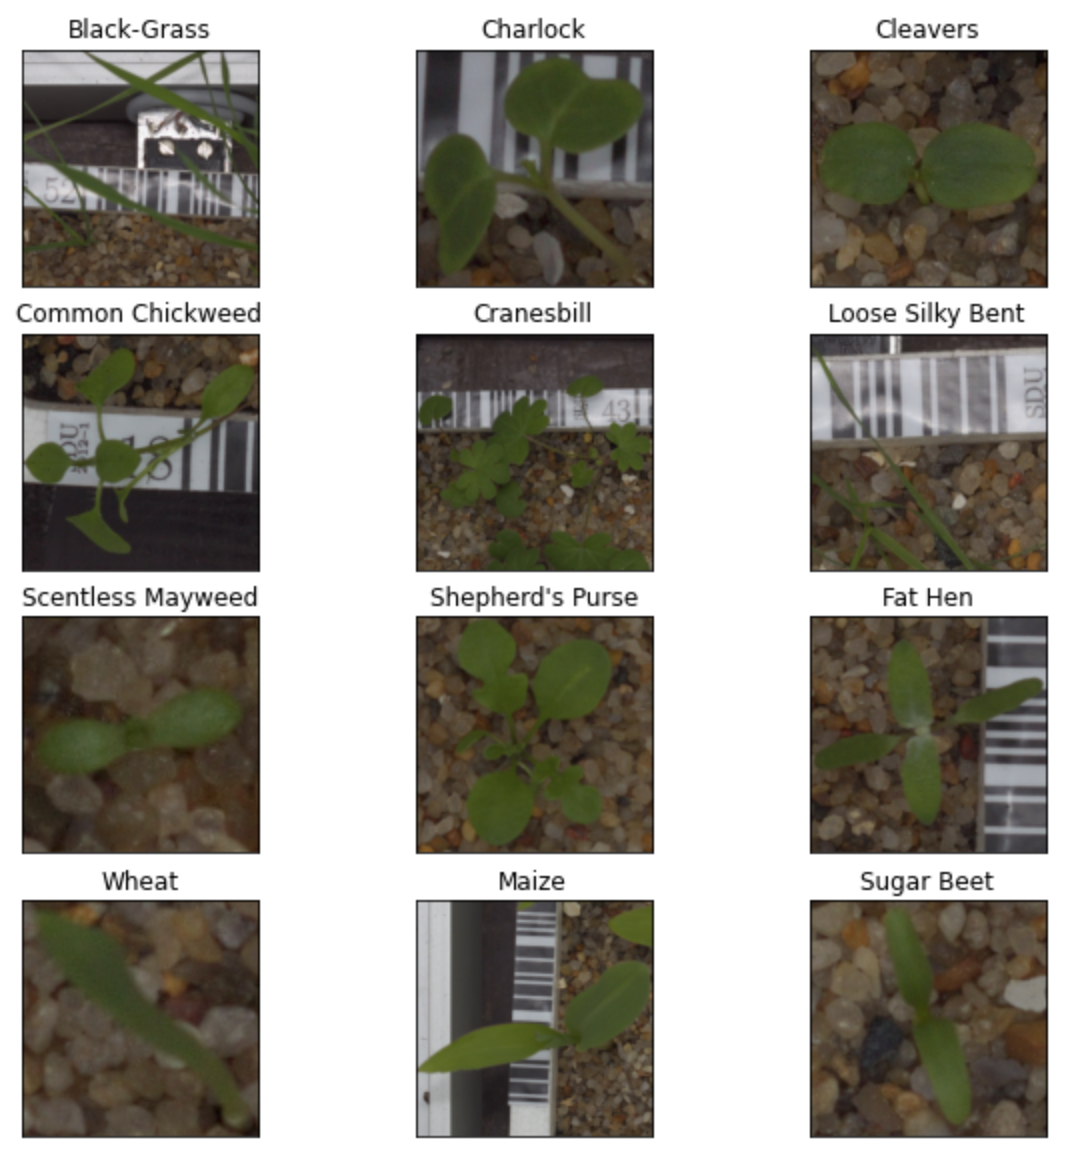 Black-Grass
Charlock
Cleavers
52
Common Chickweed
Cranesbill
Loose Silky Bent
43
SDU
Scentless Mayweed
Shepherd's Purse
Fat Hen
Wheat
Maize
Sugar Beet